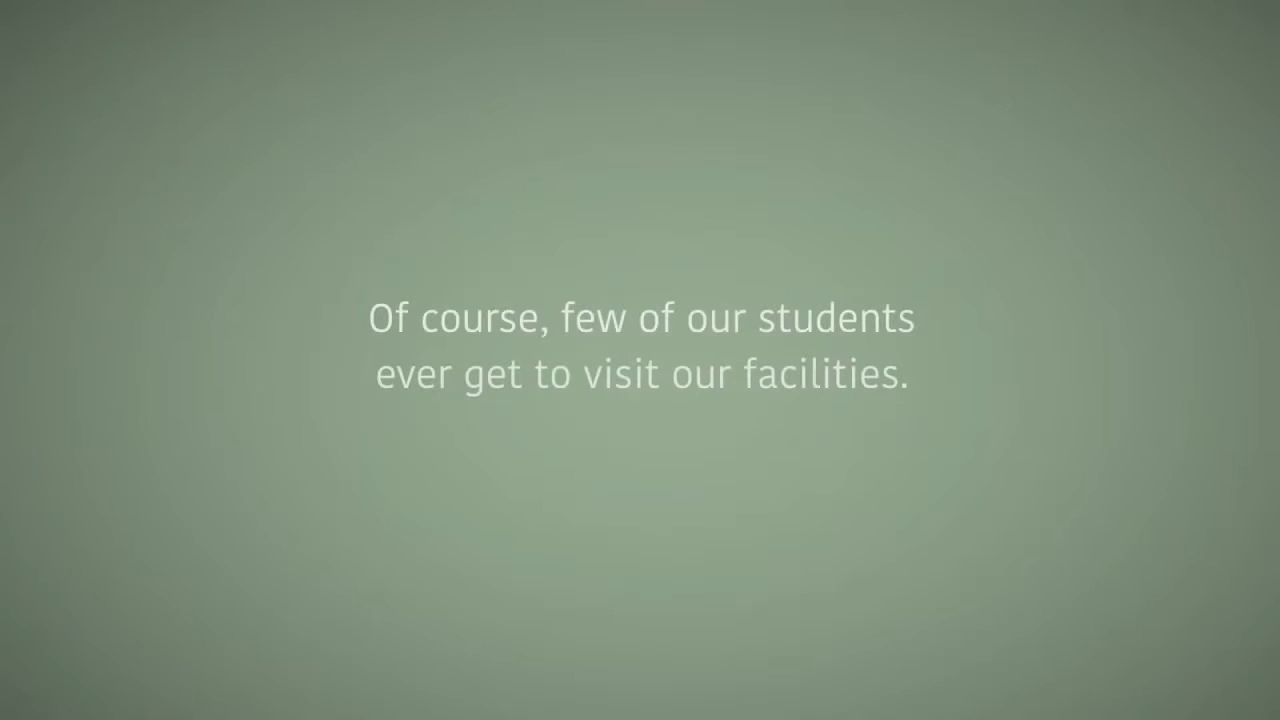 Of course, few of our students
ever get to visit our facilities.